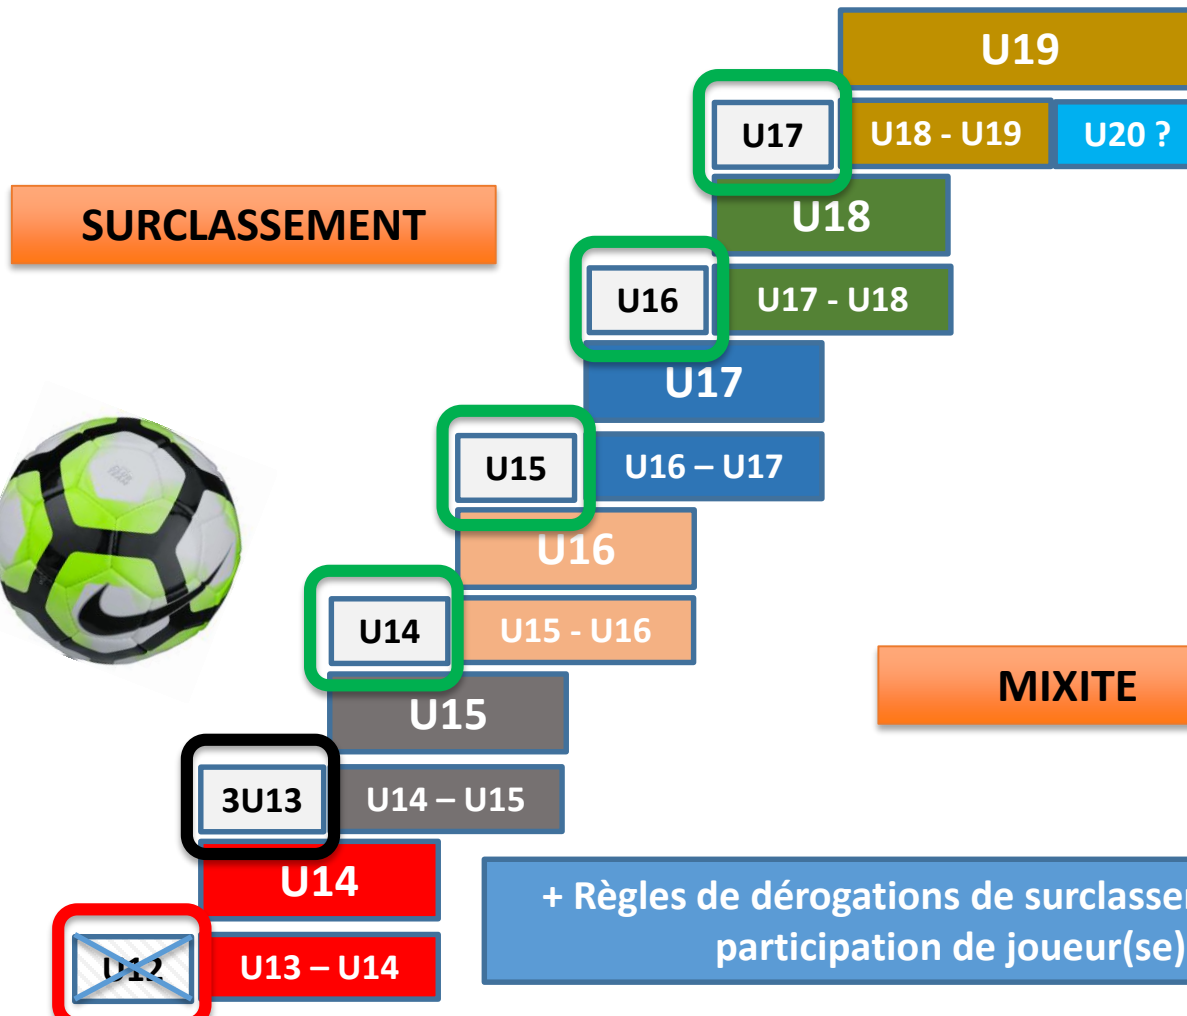 U19
U17
U18 - U19
U20 ?
SURCLASSEMENT
U18
U16
U17 - U18
U17
U15
U16 – U17
U16
U14
U15 - U16
MIXITE
U15
3U13
U14 – U15
U14
+ Règles de dérogations de surclasse
participation de joueur(se)
U12
U13 – U14